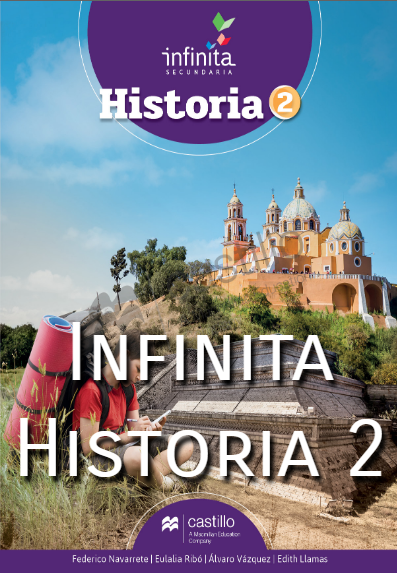 infinita
SECUNDARIA
Historia 2
INFINITA
HISTORIA 2
castillo
A Macmillan Education
Company
Federico Navarrete | Eulalia Ribó | Álvaro Vázquez | Edith Llamas